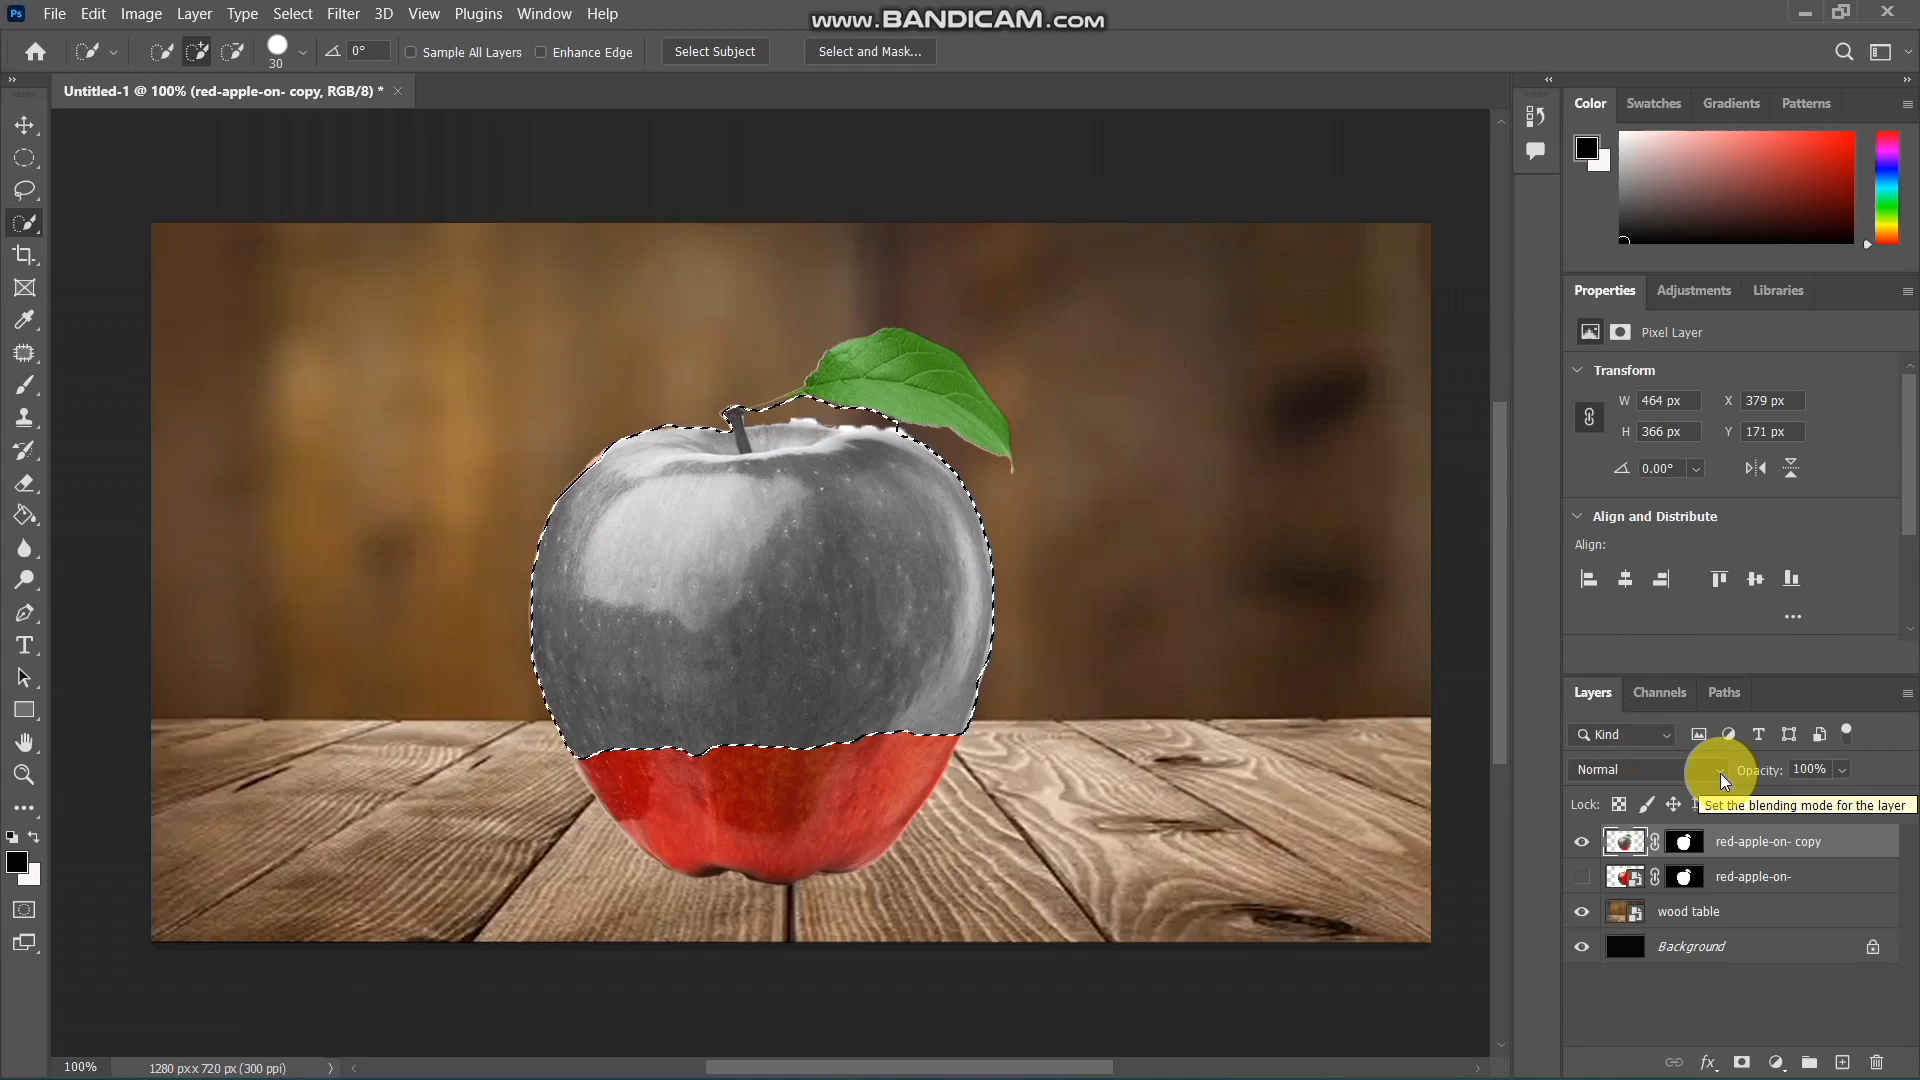 Ps File Edit Image Layer Type Select Filter 3D View Plugins Window Help
www.BANDICAM.com
30 0° Sample All Layers Enhance Edge Select Subject Select and Mask...
Untitled-1 @ 100% (red-apple-on- copy, RGB/8) *
Color Swatches Gradients Patterns
Properties Adjustments Libraries
Pixel Layer
Transform
W 464 px X 379 px
H 366 px Y 171 px
0.00°
Align and Distribute
Align:
Layers Channels Paths
Kind
Normal Opacity: 100%
Lock:
Set the blending mode for the layer
red-apple-on- copy
red-apple-on-
wood table
Background
fx
100% 1280 px x 720 px (300 ppi)